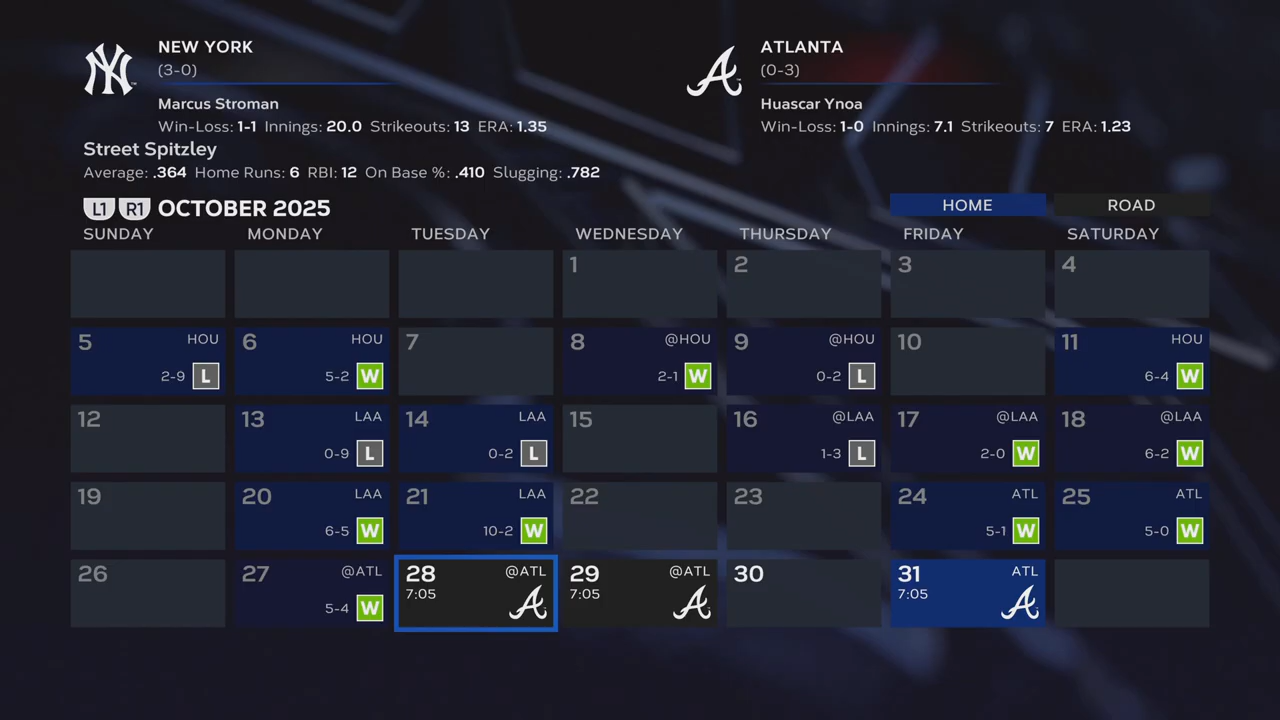 NEW YORK
(3-0)
Marcus Stroman
Win-Loss: 1-1 Innings: 20.0 Strikeouts: 13 ERA: 1.35
ATLANTA
(0-3)
Huascar Ynoa
Win-Loss: 1-0 Innings: 7.1 Strikeouts: 7 ERA: 1.23
Street Spitzley
Average: .364 Home Runs: 6 RBI: 12 On Base %: .410 Slugging: .782
L1 R1 OCTOBER 2025
HOME ROAD
SUNDAY MONDAY TUESDAY WEDNESDAY THURSDAY FRIDAY SATURDAY
1 2 3 4
5 HOU 6 HOU 7 8 @HOU 9 @HOU 10 11 HOU
2-9 L 5-2 W 2-1 W 0-2 L 6-4 W
12 13 LAA 14 LAA 15 16 @LAA 17 @LAA 18 @LAA
0-9 L 0-2 L 1-3 L 2-0 W 6-2 W
19 20 LAA 21 LAA 22 23 24 ATL 25 ATL
6-5 W 10-2 W 5-1 W 5-0 W
26 27 @ATL 28 @ATL 29 @ATL 30 31 ATL
5-4 W 7:05 A 7:05 A 7:05 A